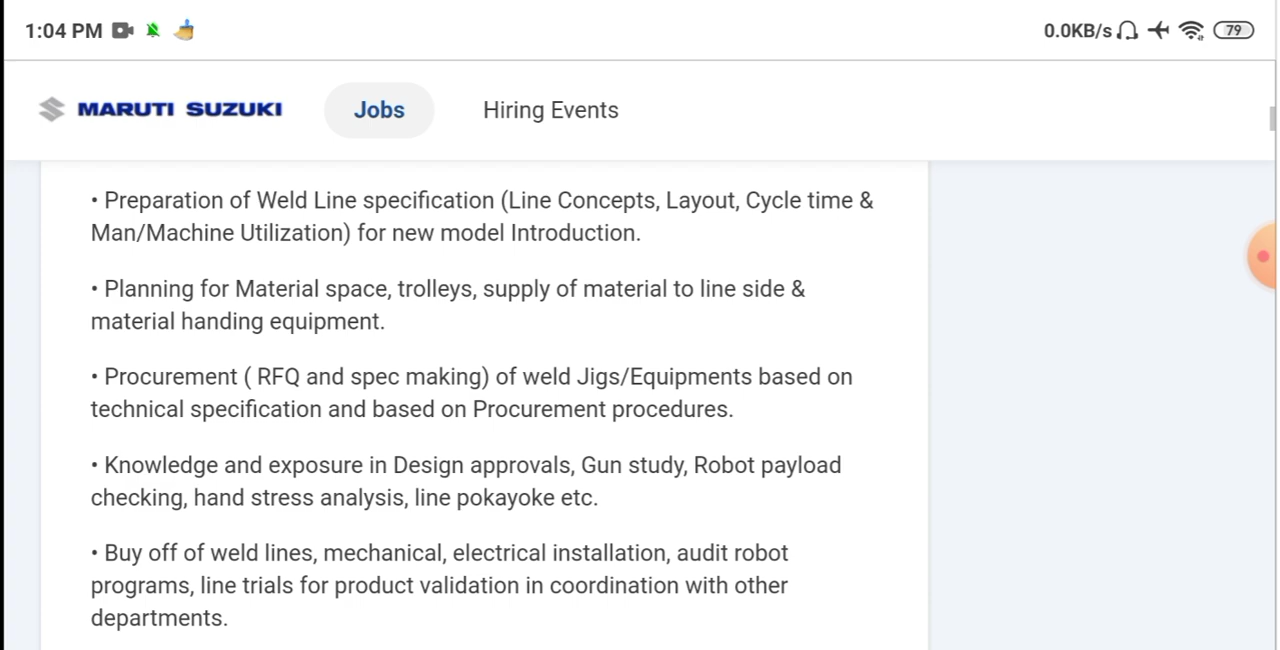 1:04 PM 0.0KB/s 79
MARUTI SUZUKI Jobs Hiring Events
• Preparation of Weld Line specification (Line Concepts, Layout, Cycle time &
Man/Machine Utilization) for new model Introduction.
• Planning for Material space, trolleys, supply of material to line side &
material handing equipment.
• Procurement ( RFQ and spec making) of weld Jigs/Equipments based on
technical specification and based on Procurement procedures.
• Knowledge and exposure in Design approvals, Gun study, Robot payload
checking, hand stress analysis, line pokayoke etc.
• Buy off of weld lines, mechanical, electrical installation, audit robot
programs, line trials for product validation in coordination with other
departments.